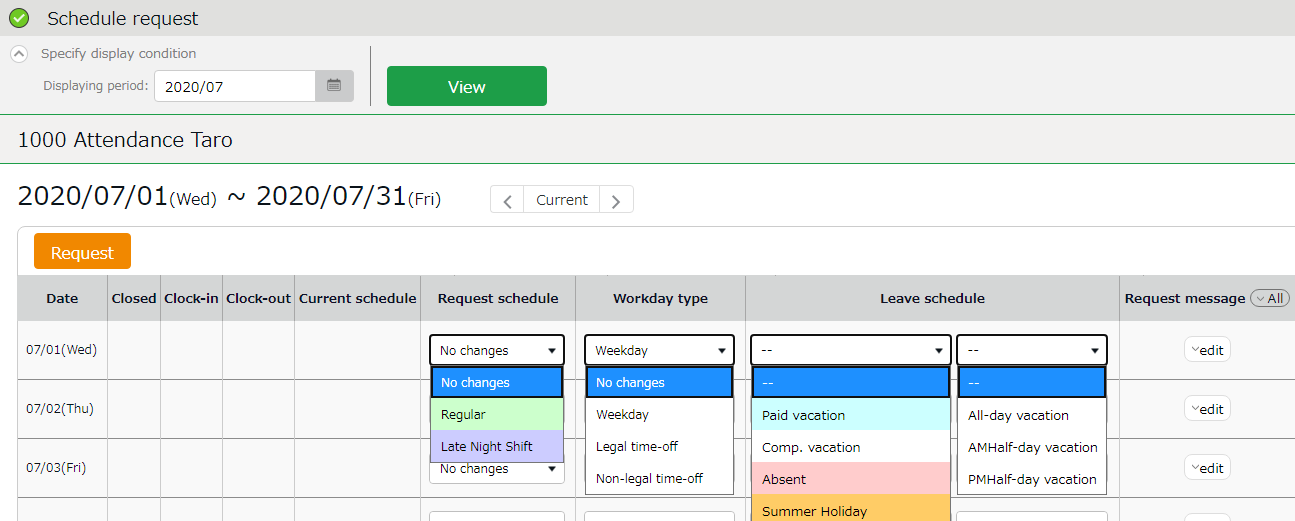 Schedule request
Specify display condition
Displaying period: 2020/07
View
1000 Attendance Taro
2020/07/01(Wed) ~ 2020/07/31(Fri) Current
Request
Date Closed Clock-in Clock-out Current schedule Request schedule Workday type Leave schedule Request message All
07/01(Wed) No changes Weekday -- -- edit
No changes No changes -- --
07/02(Thu) Regular Weekday Paid vacation All-day vacation edit
Late Night Shift Legal time-off Comp. vacation AMHalf-day vacation
07/03(Fri) No changes Non-legal time-off Absent PMHalf-day vacation edit
Summer Holiday